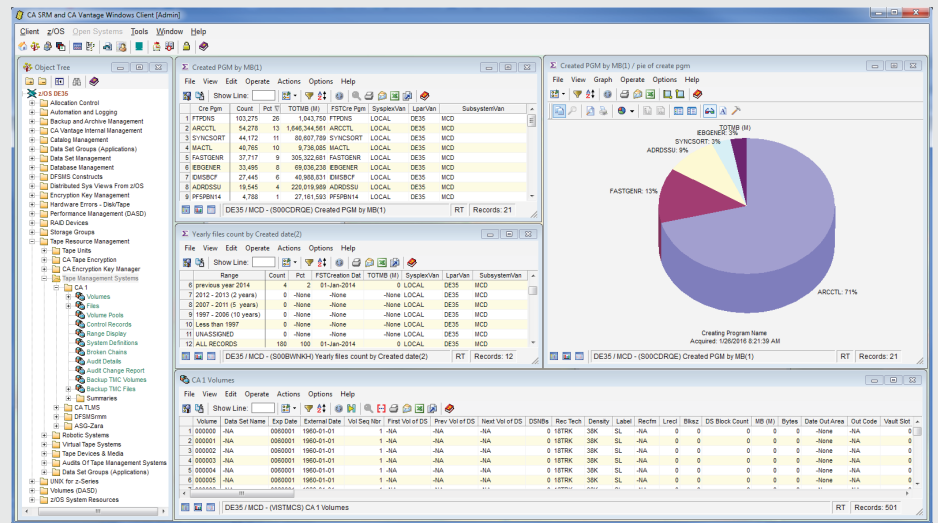 CA SRM and CA Vantage Windows Client [Admin]
Client z/OS Open Systems Tools Window Help
Object Tree
z/OS DE35
Allocation Control
Automation and Logging
Backup and Archive Management
CA Vantage Internal Management
Catalog Management
Data Set Groups (Applications)
Data Set Management
Database Management
DFSMS Constructs
Distributed Sys Views From z/OS
Encryption Key Management
Hardware Errors - Disk/Tape
Performance Management (DASD)
RAID Devices
Storage Groups
Tape Resource Management
Tape Units
CA Tape Encryption
CA Encryption Key Manager
Tape Management Systems
CA 1
Volumes
Files
Volume Pools
Control Records
Range Display
System Definitions
Broken Chains
Audit Details
Audit Change Report
Backup TMC Volumes
Backup TMC Files
Summaries
CA TLMS
DFSMSrmm
ASG-Zara
Robotic Systems
Virtual Tape Systems
Tape Devices & Media
Audits Of Tape Management Systems
Data Set Groups (Applications)
UNIX for z-Series
Volumes (DASD)
z/OS System Resources
Created PGM by MB(1)
File View Edit Operate Actions Options Help
Show Line:
Cre Pgm Count Pct TOTMB (M) FSTCre Pgm SysplexVan LparVan SubsystemVan
1 FTPDNS 103,275 26 1,043,750 FTPDNS LOCAL DE35 MCD
2 ARCCTL 54,278 13 1,646,344,561 ARCCTL LOCAL DE35 MCD
3 SYNCSORT 44,172 11 80,607,789 SYNCSORT LOCAL DE35 MCD
4 MACTL 40,765 10 9,736,085 MACTL LOCAL DE35 MCD
5 FASTGENR 37,717 9 305,322,681 FASTGENR LOCAL DE35 MCD
6 IEBGENER 33,495 8 69,036,238 IEBGENER LOCAL DE35 MCD
7 IDMSBCF 27,445 6 40,988,831 IDMSBCF LOCAL DE35 MCD
8 ADRDSSU 19,545 4 220,019,989 ADRDSSU LOCAL DE35 MCD
9 PFSPBN14 4,788 1 27,161,593 PFSPBN14 LOCAL DE35 MCD
DE35 / MCD - (S00CDRQE) Created PGM by MB(1) RT Records: 21
Yearly files count by Created date(2)
File View Edit Operate Actions Options Help
Show Line:
Range Count Pct FSTCreation Dat TOTMB (M) SysplexVan LparVan SubsystemVan
6 previous year 2014 4 2 01-Jan-2014 0 LOCAL DE35 MCD
7 2012 - 2013 (2 years) 0 -None -None -None LOCAL DE35 MCD
8 2007 - 2011 (5 years) 0 -None -None -None LOCAL DE35 MCD
9 1997 - 2006 (10 years) 0 -None -None -None LOCAL DE35 MCD
10 Less than 1997 0 -None -None -None LOCAL DE35 MCD
11 UNASSIGNED 0 -None -None -None LOCAL DE35 MCD
12 ALL RECORDS 180 100 01-Jan-2014 0 LOCAL DE35 MCD
DE35 / MCD - (S00BWNKH) Yearly files count by Created date(2) RT Records: 12
Created PGM by MB(1) / pie of create pgm
File View Graph Operate Options Help
TOTMB (M)
IEBGENER: 3%
SYNCSORT: 3%
ADRDSSU: 9%
FASTGENR: 13%
ARCCTL: 71%
Creating Program Name
Acquired: 1/26/2016 8:21:39 AM
DE35 / MCD - (S00CDRQE) Created PGM by MB(1) RT Records: 21
CA 1 Volumes
File View Edit Operate Actions Options Help
Show Line:
Volume Data Set Name Exp Date External Date Vol Seq Nbr First Vol of DS Prev Vol of DS Next Vol of DS DSNBs Rec Tech Density Label Recfm Lrecl Blksz DS Block Count MB (M) Bytes Date Out Area Out Code Vault Slot
1 000000 -NA 0060001 1960-01-01 1 -NA -NA -NA 0 18TRK 38K SL -NA 0 0 0 0 0 -None -NA 0
2 000001 -NA 0060001 1960-01-01 1 -NA -NA -NA 0 18TRK 38K SL -NA 0 0 0 0 0 -None -NA 0
3 000002 -NA 0060001 1960-01-01 1 -NA -NA -NA 0 18TRK 38K SL -NA 0 0 0 0 0 -None -NA 0
4 000003 -NA 0060001 1960-01-01 1 -NA -NA -NA 0 18TRK 38K SL -NA 0 0 0 0 0 -None -NA 0
5 000004 -NA 0060001 1960-01-01 1 -NA -NA -NA 0 18TRK 38K SL -NA 0 0 0 0 0 -None -NA 0
6 000005 -NA 0060001 1960-01-01 1 -NA -NA -NA 0 18TRK 38K SL -NA 0 0 0 0 0 -None -NA 0
DE35 / MCD - (VISTMCS) CA 1 Volumes RT Records: 501